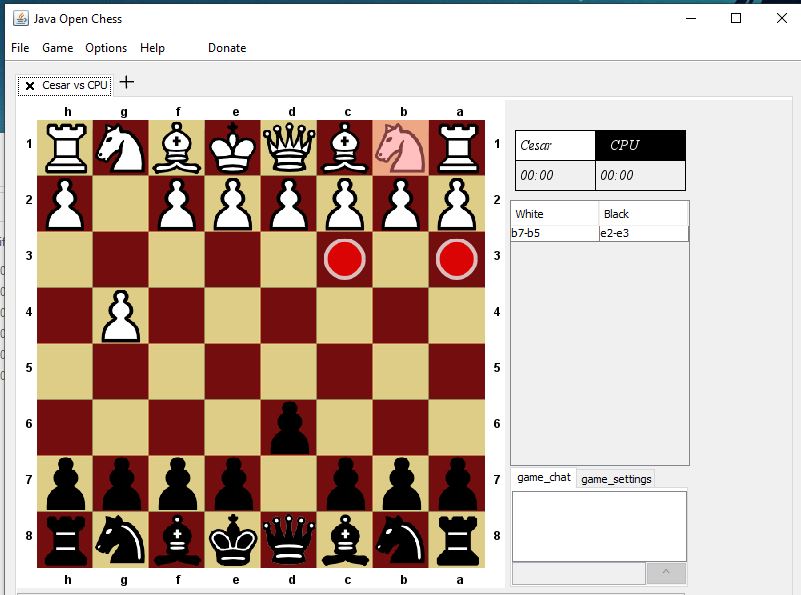 Java Open Chess
File Game Options Help Donate
Cesar vs CPU
h g f e d c b a
1 1
2 2
3 3
4 4
5 5
6 6
7 7
8 8
h g f e d c b a
Cesar CPU
00:00 00:00
White Black
b7-b5 e2-e3
game_chat game_settings